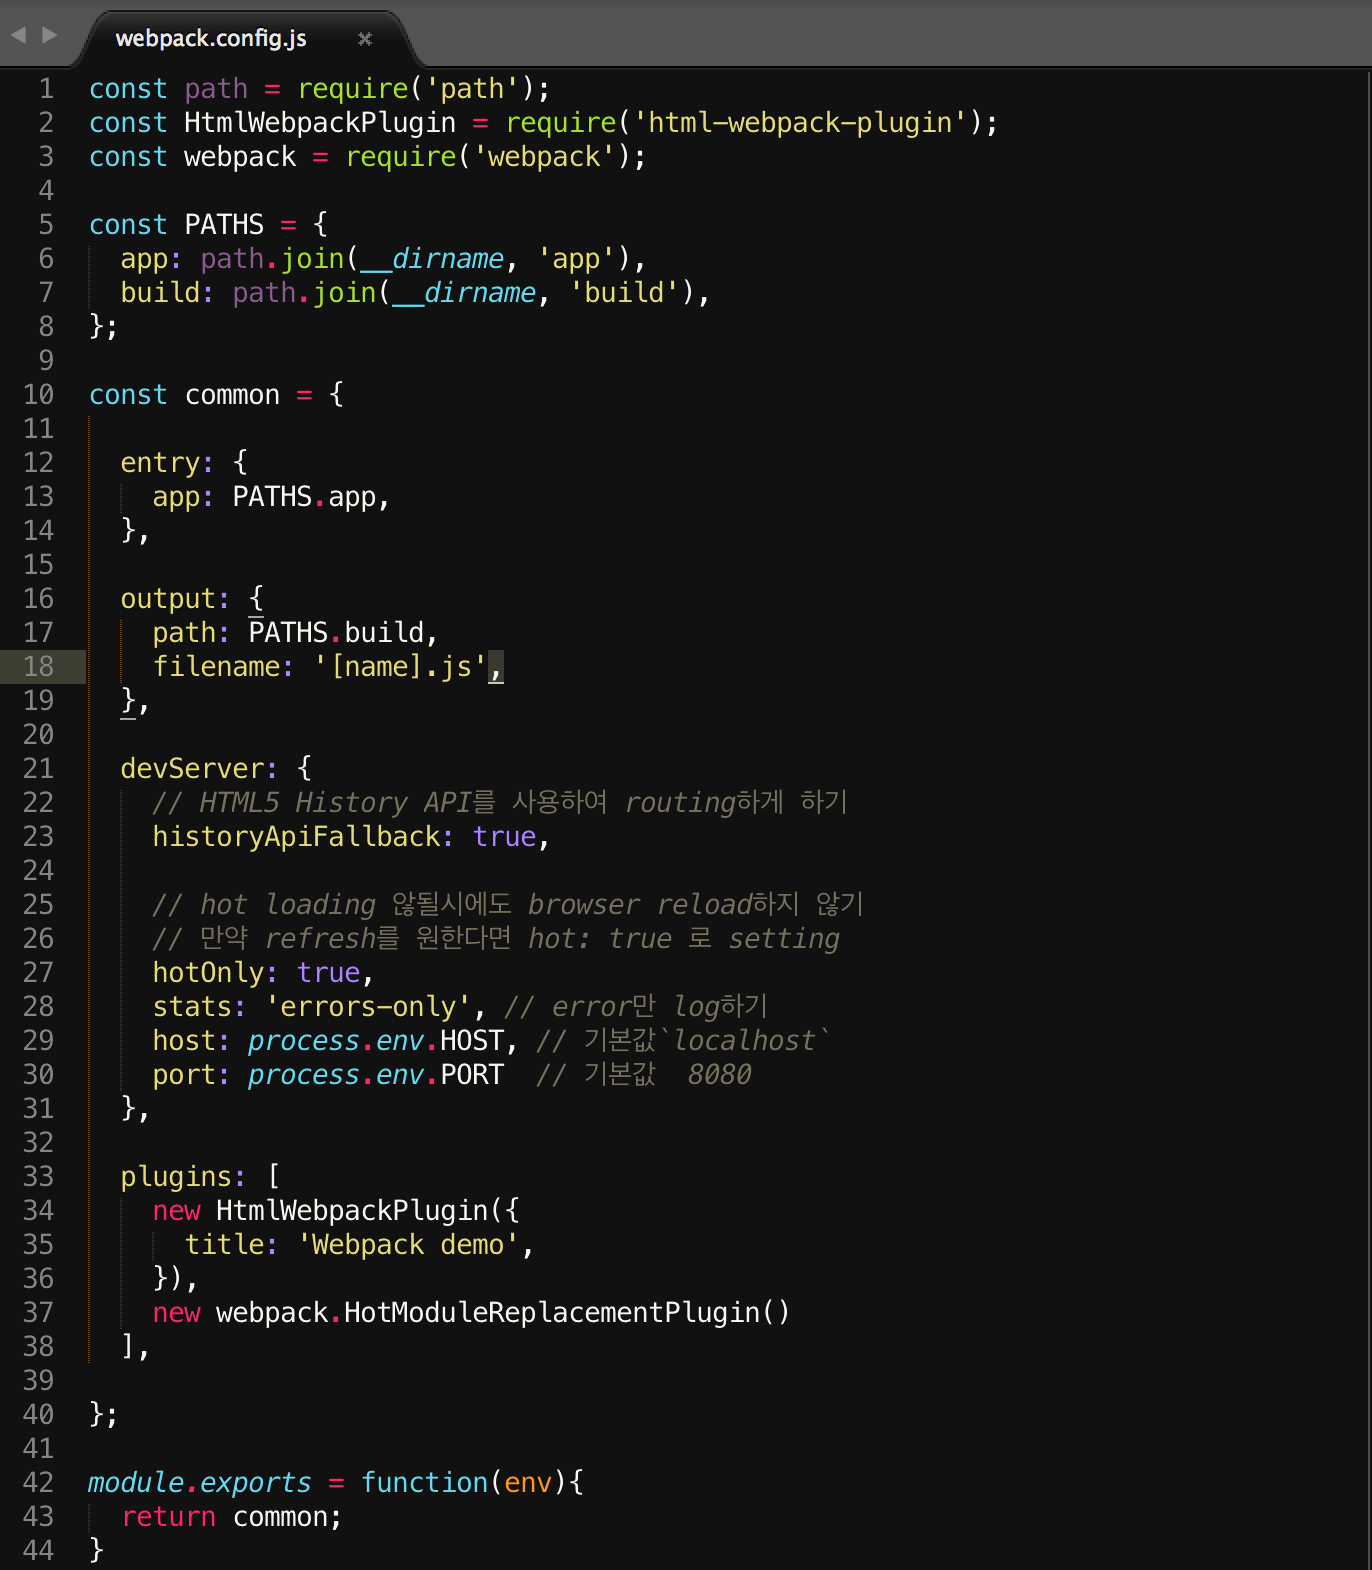 webpack.config.js
1 const path = require('path');
2 const HtmlWebpackPlugin = require('html-webpack-plugin');
3 const webpack = require('webpack');
4
5 const PATHS = {
6   app: path.join(__dirname, 'app'),
7   build: path.join(__dirname, 'build'),
8 };
9
10 const common = {
11
12   entry: {
13     app: PATHS.app,
14   },
15
16   output: {
17     path: PATHS.build,
18     filename: '[name].js',
19   },
20
21   devServer: {
22     // HTML5 History API를 사용하여 routing하게 하기
23     historyApiFallback: true,
24
25     // hot loading 않될시에도 browser reload하지 않기
26     // 만약 refresh를 원한다면 hot: true 로 setting
27     hotOnly: true,
28     stats: 'errors-only', // error만 log하기
29     host: process.env.HOST, // 기본값`localhost`
30     port: process.env.PORT  // 기본값  8080
31   },
32
33   plugins: [
34     new HtmlWebpackPlugin({
35       title: 'Webpack demo',
36     }),
37     new webpack.HotModuleReplacementPlugin()
38   ],
39
40 };
41
42 module.exports = function(env){
43   return common;
44 }